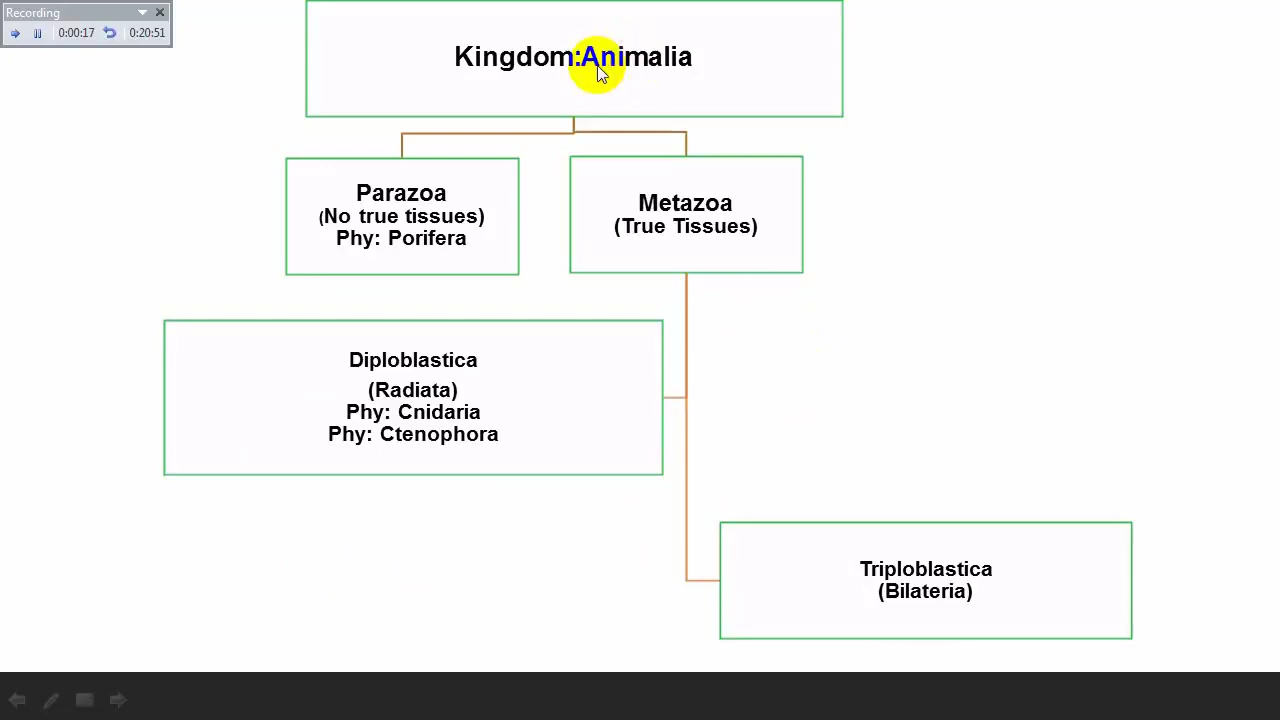 Recording
0:00:17
0:20:51
Kingdom:Animalia
Parazoa
(No true tissues)
Phy: Porifera
Metazoa
(True Tissues)
Diploblastica
(Radiata)
Phy: Cnidaria
Phy: Ctenophora
Triploblastica
(Bilateria)